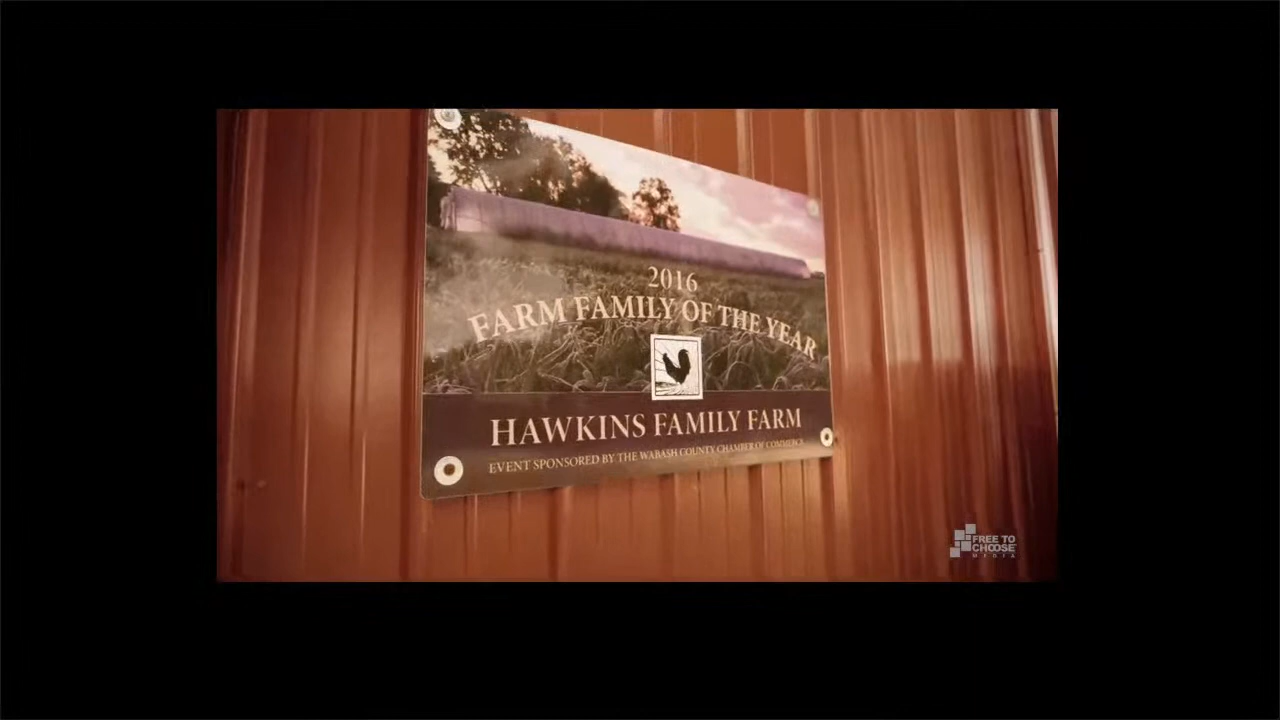 2016
FARM FAMILY OF THE YEAR
HAWKINS FAMILY FARM
EVENT SPONSORED BY THE WABASH COUNTY CHAMBER OF COMMERCE
FREE TO
CHOOSE
MEDIA